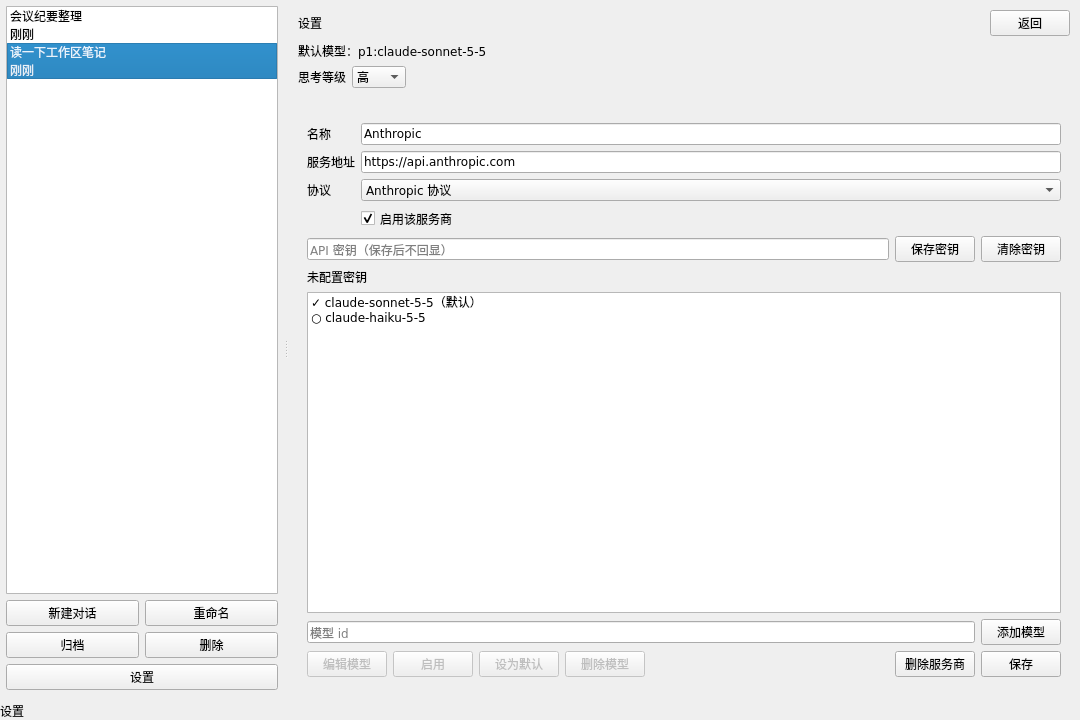 会议纪要整理
刚刚
读一下工作区笔记
刚刚
新建对话
重命名
归档
删除
设置
设置
返回
默认模型: p1:claude-sonnet-5-5
思考等级 高
名称 Anthropic
服务地址 https://api.anthropic.com
协议 Anthropic 协议
✓ 启用该服务商
API 密钥（保存后不回显） 保存密钥 清除密钥
未配置密钥
✓ claude-sonnet-5-5（默认）
○ claude-haiku-5-5
模型 id 添加模型
编辑模型 启用 设为默认 删除模型 删除服务商 保存
设置